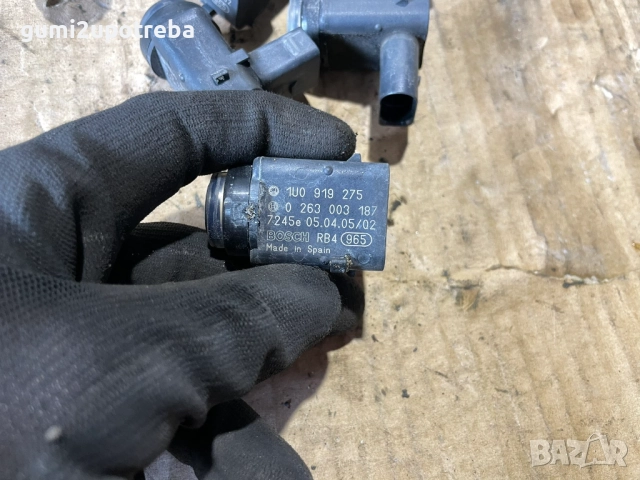 gumi2upotreba
1U0 919 275
0 263 003 187
7245e 05.04.05/02
BOSCH RB4 965
Made in Spain
BAZAR